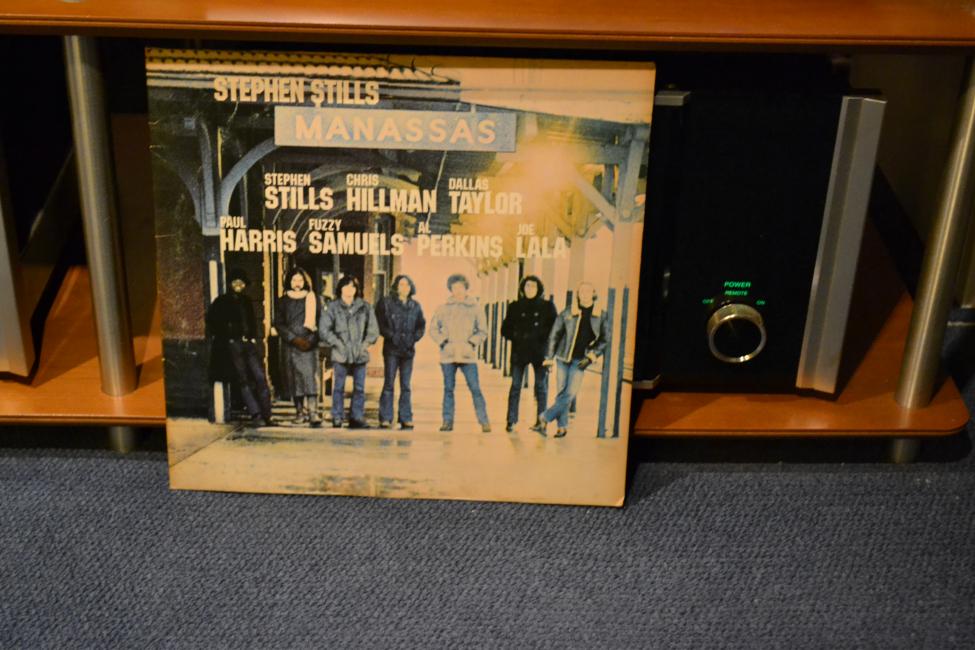 STEPHEN STILLS
MANASSAS
STEPHEN CHRIS DALLAS
STILLS HILLMAN TAYLOR
PAUL FUZZY AL JOE
HARRIS SAMUELS PERKINS LALA
POWER
REMOTE
OFF ON